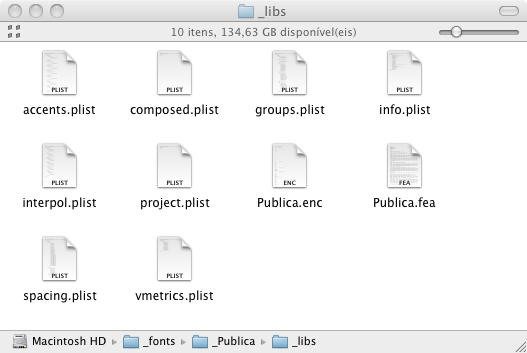 _libs
10 itens, 134,63 GB disponível(eis)
PLIST PLIST PLIST PLIST
accents.plist composed.plist groups.plist info.plist
PLIST PLIST ENC FEA
interpol.plist project.plist Publica.enc Publica.fea
PLIST PLIST
spacing.plist vmetrics.plist
Macintosh HD _fonts _Publica _libs